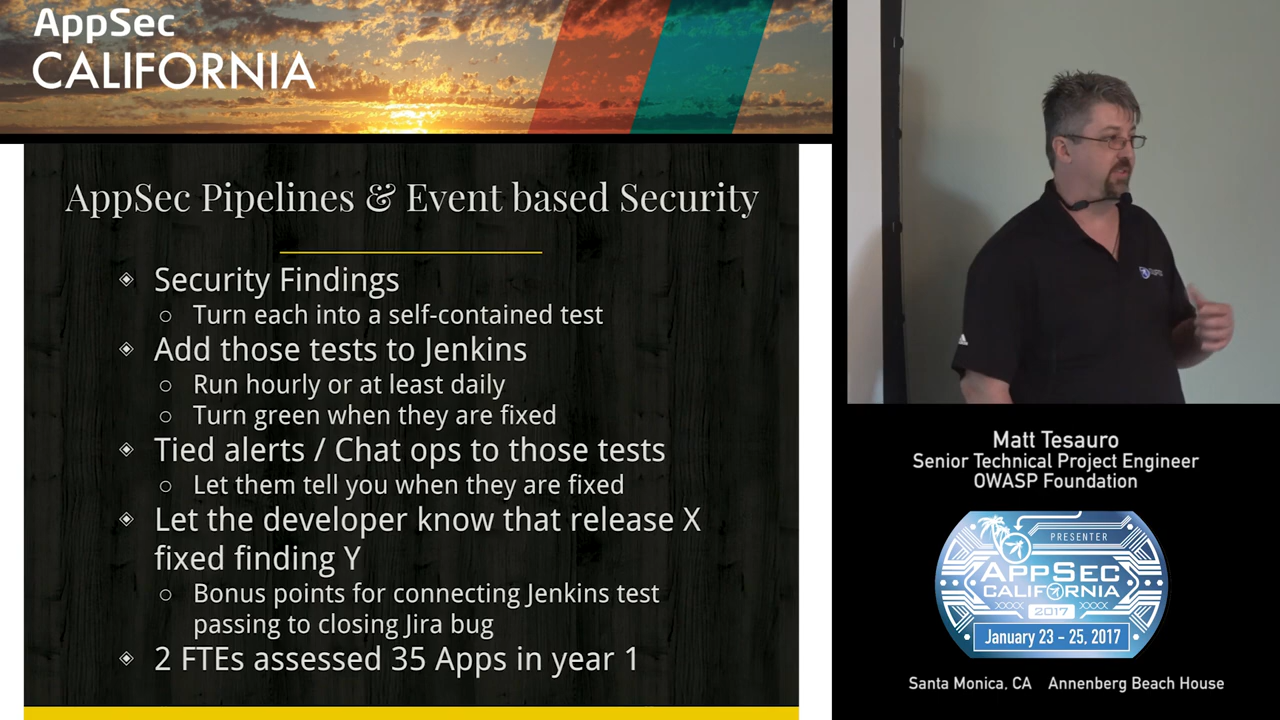 AppSec
CALIFORNIA
AppSec Pipelines & Event based Security
Security Findings
Turn each into a self-contained test
Add those tests to Jenkins
Run hourly or at least daily
Turn green when they are fixed
Tied alerts / Chat ops to those tests
Let them tell you when they are fixed
Let the developer know that release X
fixed finding Y
Bonus points for connecting Jenkins test
passing to closing Jira bug
2 FTEs assessed 35 Apps in year 1
Matt Tesauro
Senior Technical Project Engineer
OWASP Foundation
PRESENTER
APPSEC
CALIFORNIA
2017
January 23 - 25, 2017
Santa Monica, CA Annenberg Beach House